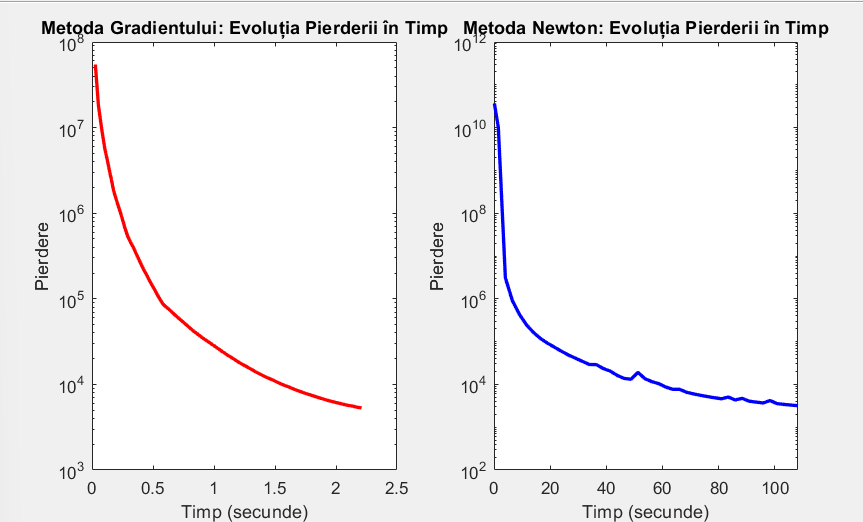 Metoda Gradientului: Evoluția Pierderii în Timp
10^8
10^7
10^6
10^5
10^4
10^3
Pierdere
0 0.5 1 1.5 2 2.5
Timp (secunde)
Metoda Newton: Evoluția Pierderii în Timp
10^12
10^10
10^8
10^6
10^4
10^2
Pierdere
0 20 40 60 80 100
Timp (secunde)